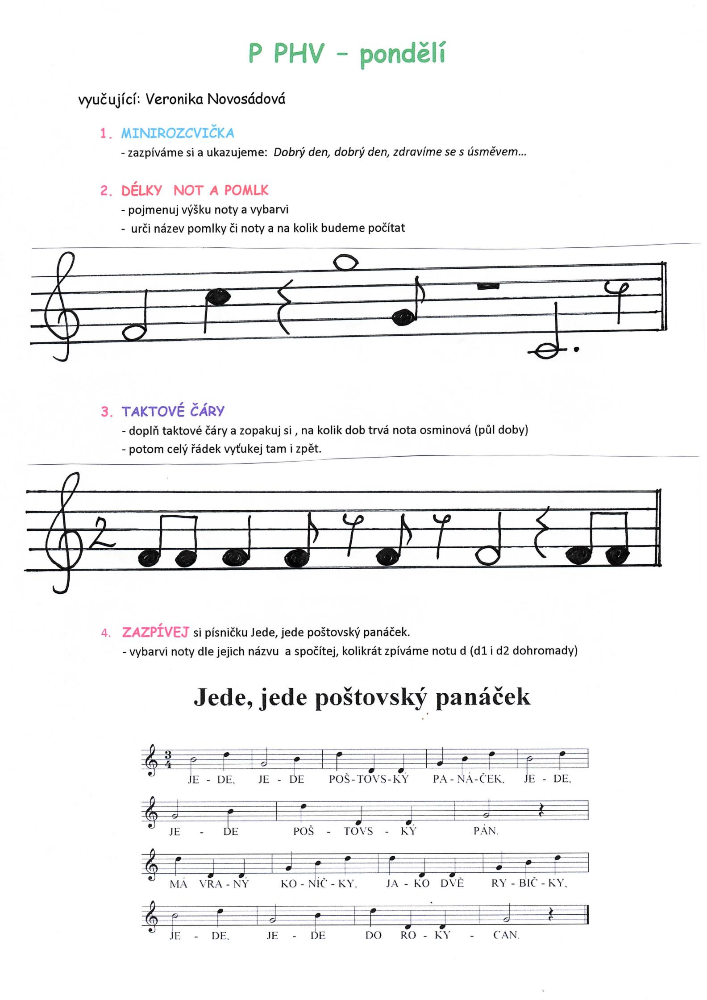 P PHV – pondělí
vyučující: Veronika Novosádová
1. MINIROZCVIČKA
- zazpíváme si a ukazujeme: Dobrý den, dobrý den, zdravíme se s úsměvem...
2. DÉLKY NOT A POMLK
- pojmenuj výšku noty a vybarvi
- urči název pomlky či noty a na kolik budeme počítat
3. TAKTOVÉ ČÁRY
- doplň taktové čáry a zopakuj si , na kolik dob trvá nota osminová (půl doby)
- potom celý řádek vyťukej tam i zpět.
2
4. ZAZPÍVEJ si písničku Jede, jede poštovský panáček.
- vybarvi noty dle jejich názvu a spočítej, kolikrát zpíváme notu d (d1 i d2 dohromady)
Jede, jede poštovský panáček
3
4
JE - DE, JE - DE POŠ-TOVS-KÝ PA-NÁ-ČEK, JE - DE,
JE - DE POŠ - TOVS - KÝ PÁN.
MÁ VRA - NÝ KO - NÍČ - KY, JA - KO DVĚ RY - BIČ - KY,
JE - DE, JE - DE DO RO - KY - CAN.